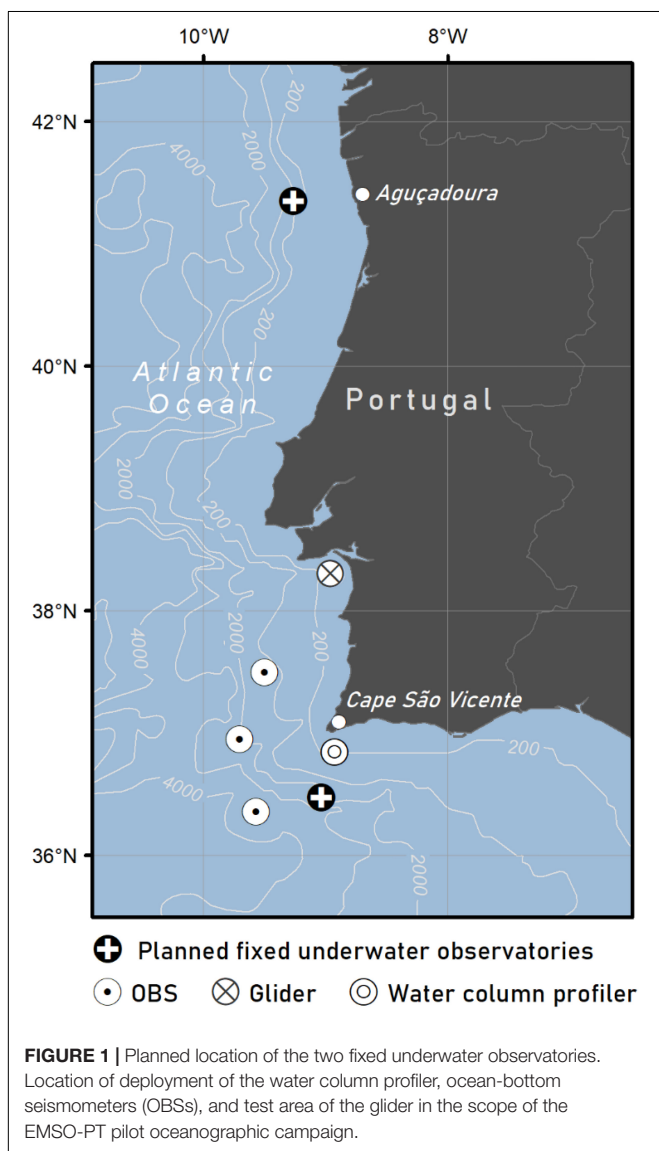 10°W 8°W
42°N
200
2000
4000
Aguçadoura
200
40°N
Atlantic
Ocean
Portugal
2000
200
38°N
200
2000
4000
Cape São Vicente
200
4000
2000
36°N
Planned fixed underwater observatories
OBS Glider Water column profiler
FIGURE 1 | Planned location of the two fixed underwater observatories.
Location of deployment of the water column profiler, ocean-bottom
seismometers (OBSs), and test area of the glider in the scope of the
EMSO-PT pilot oceanographic campaign.